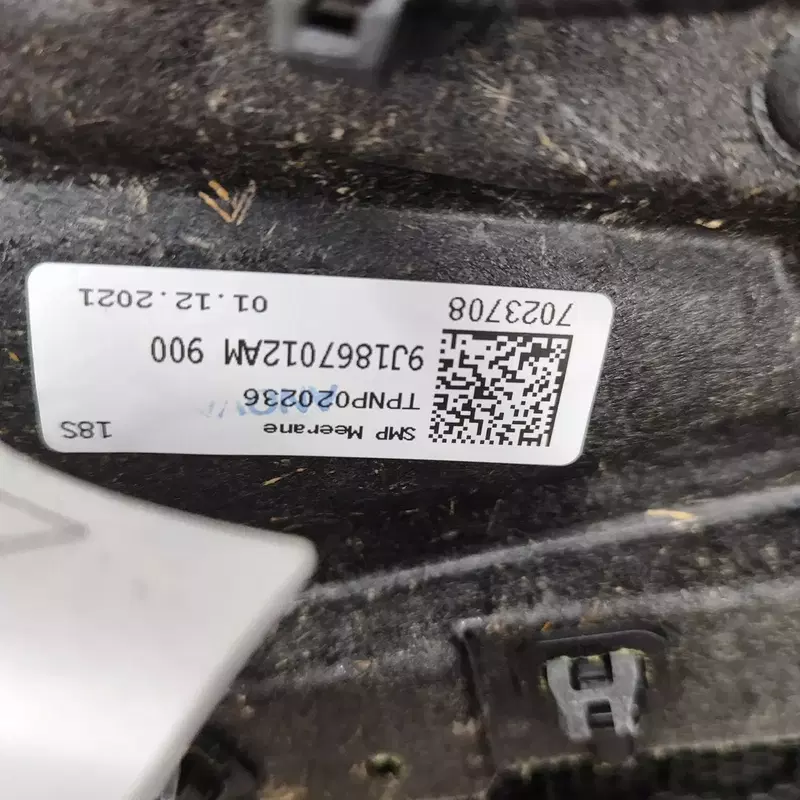 SMP Meerane 18S
TPNP020236
9J1867012AM 900
7023708 01.12.2021